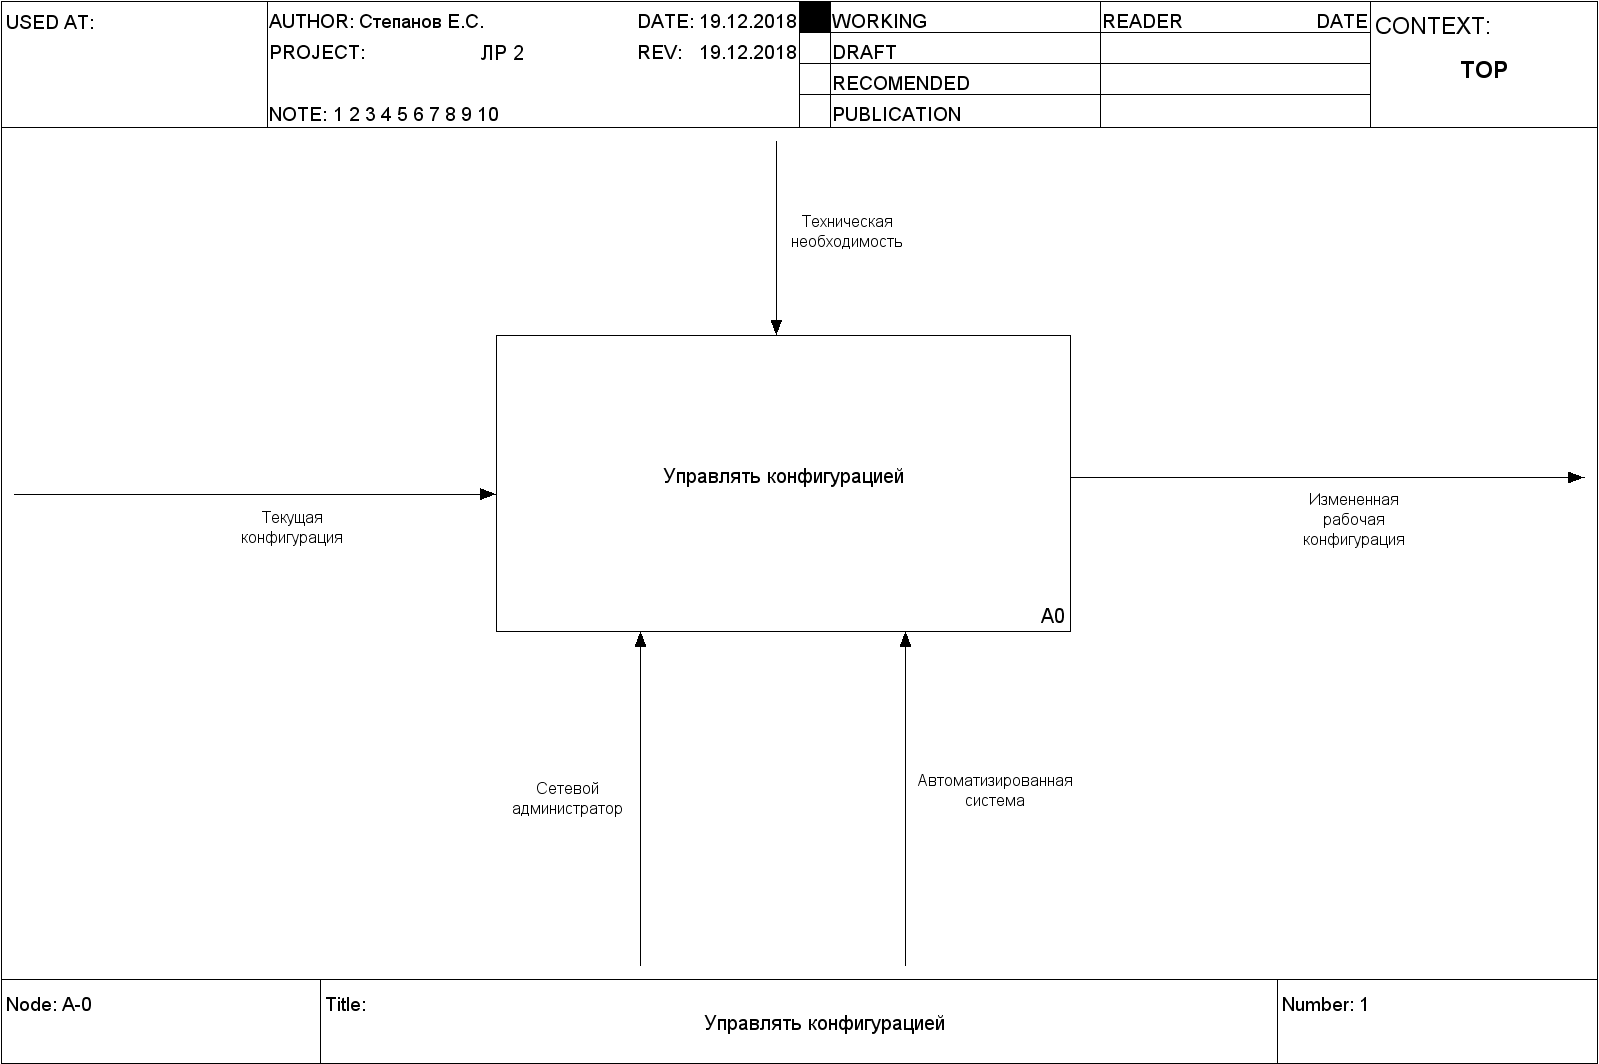 USED AT:
AUTHOR: Степанов Е.С.
DATE: 19.12.2018
PROJECT: ЛР 2
REV: 19.12.2018
NOTE: 1 2 3 4 5 6 7 8 9 10
WORKING
DRAFT
RECOMENDED
PUBLICATION
READER DATE
CONTEXT:
TOP
Техническая
необходимость
Управлять конфигурацией
A0
Текущая
конфигурация
Измененная
рабочая
конфигурация
Сетевой
администратор
Автоматизированная
система
Node: A-0
Title:
Управлять конфигурацией
Number: 1